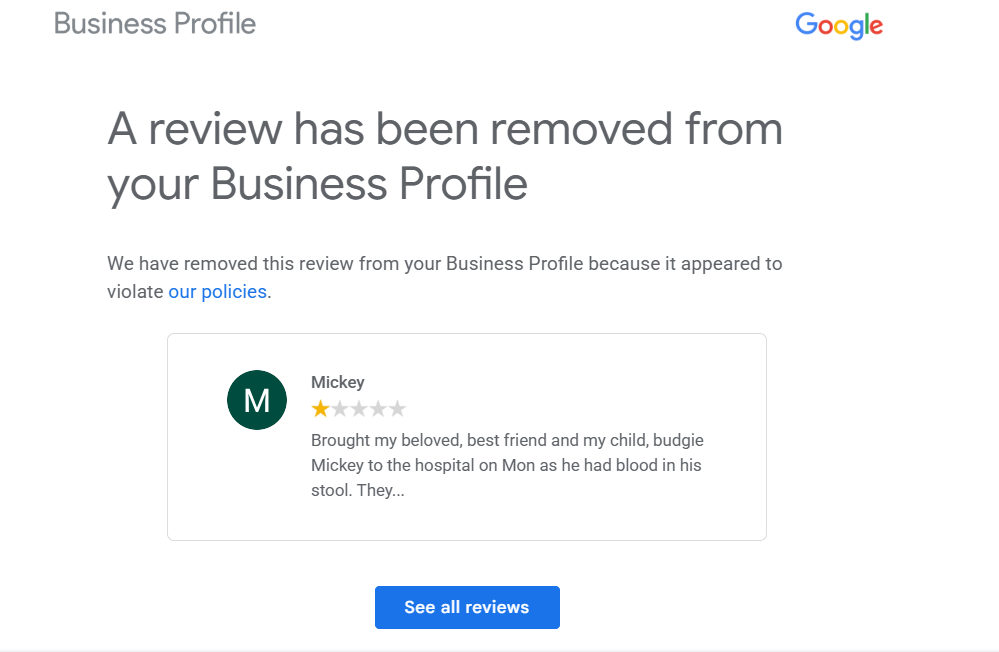 Business Profile
Google
A review has been removed from
your Business Profile
We have removed this review from your Business Profile because it appeared to
violate our policies.
M
Mickey
Brought my beloved, best friend and my child, budgie
Mickey to the hospital on Mon as he had blood in his
stool. They...
See all reviews